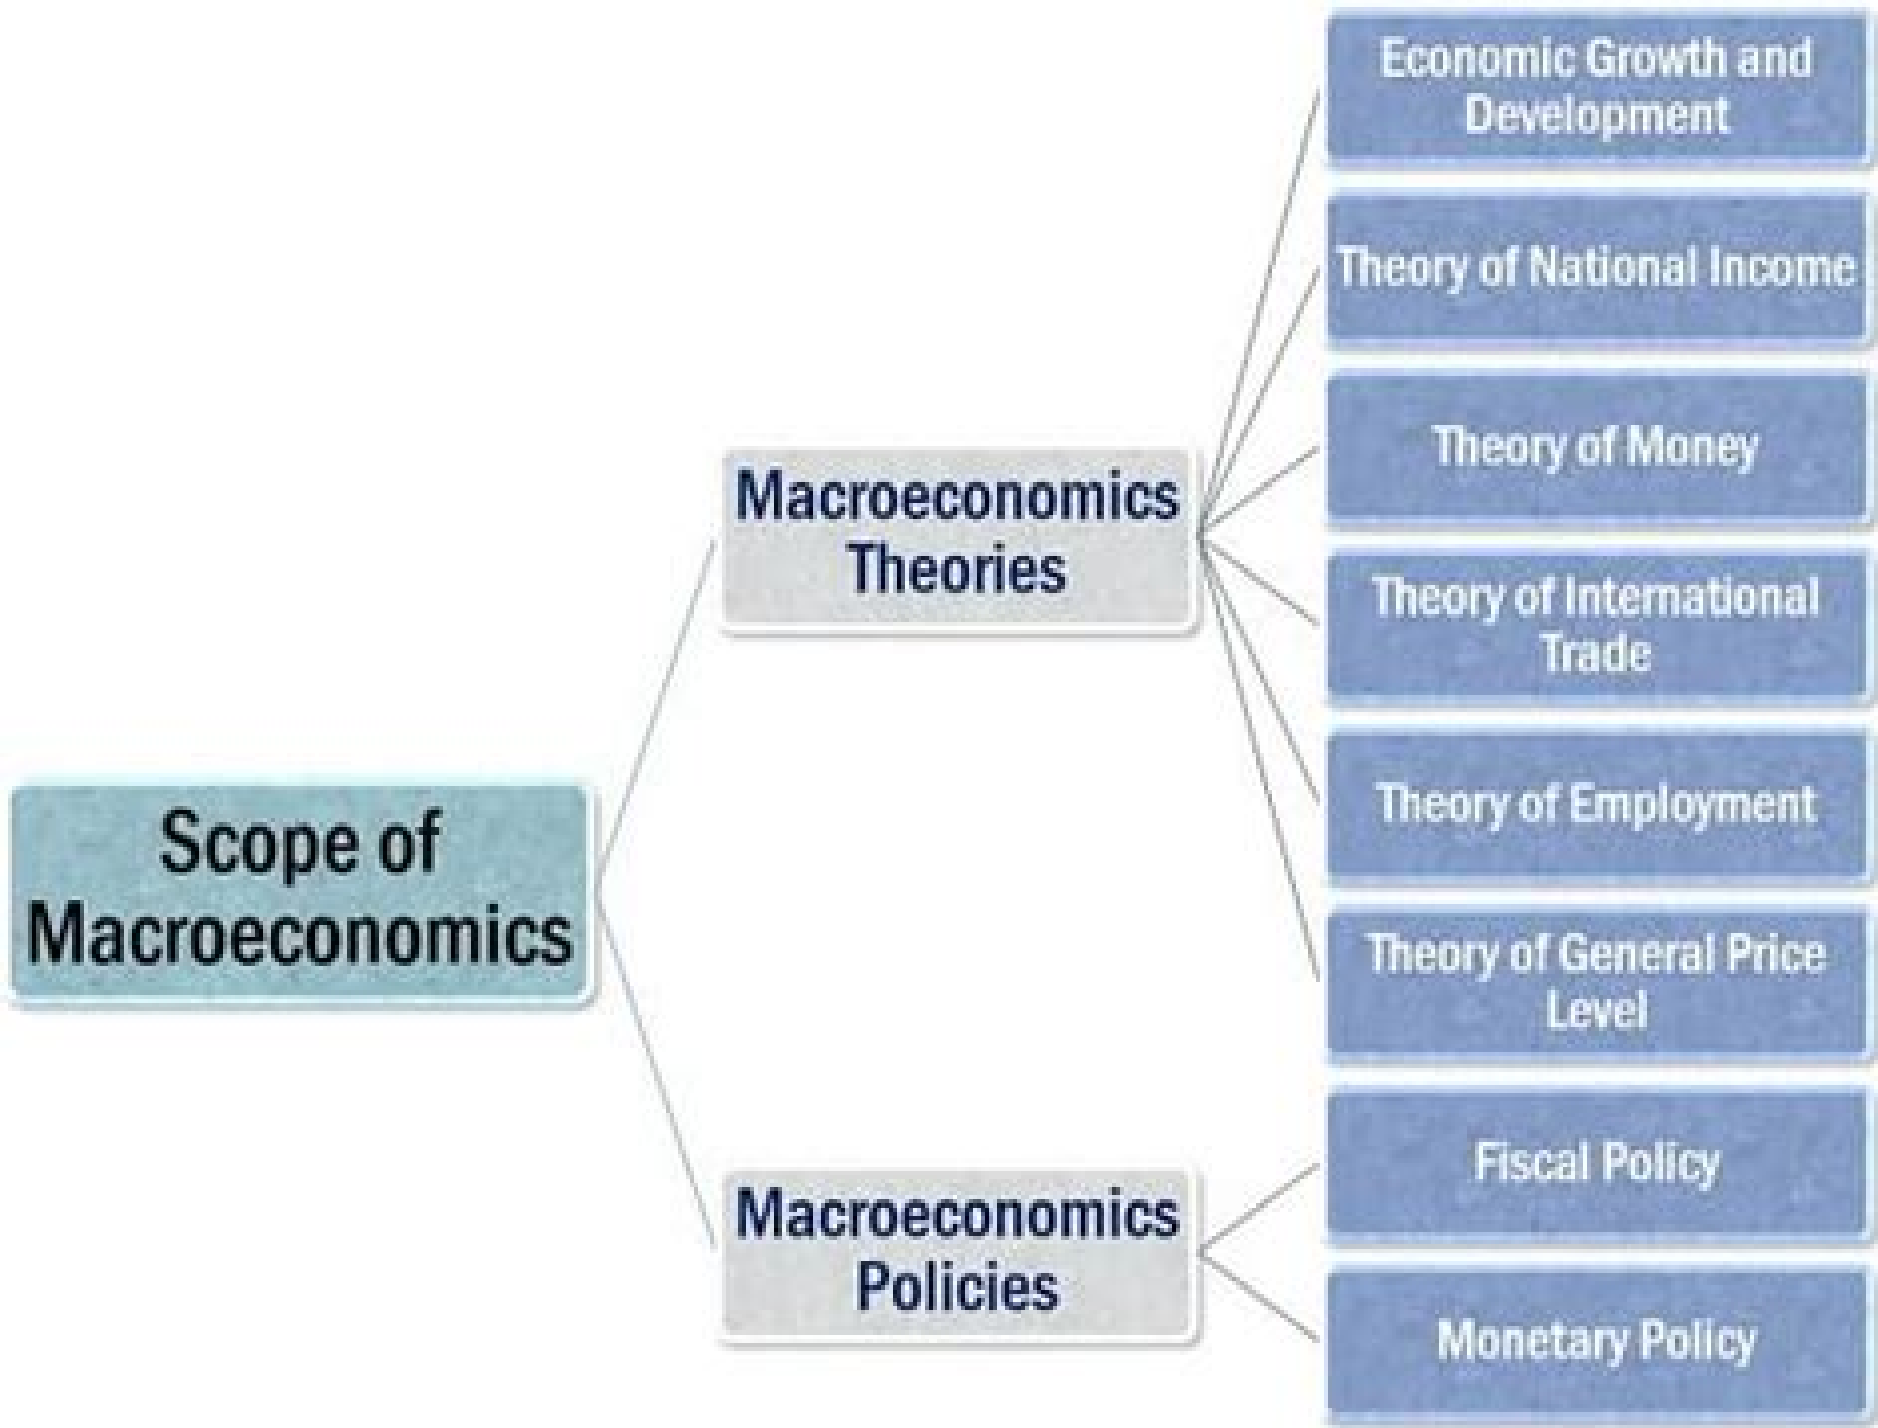 Scope of
Macroeconomics
Macroeconomics
Theories
Economic Growth and
Development
Theory of National Income
Theory of Money
Theory of International
Trade
Theory of Employment
Theory of General Price
Level
Macroeconomics
Policies
Fiscal Policy
Monetary Policy